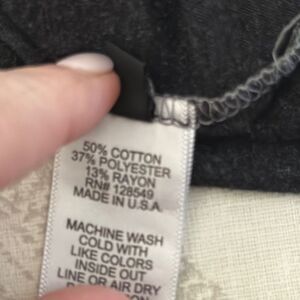 50% COTTON
37% POLYESTER
13% RAYON
RN# 128549
MADE IN U.S.A.
MACHINE WASH
COLD WITH
LIKE COLORS
INSIDE OUT
LINE OR AIR DRY